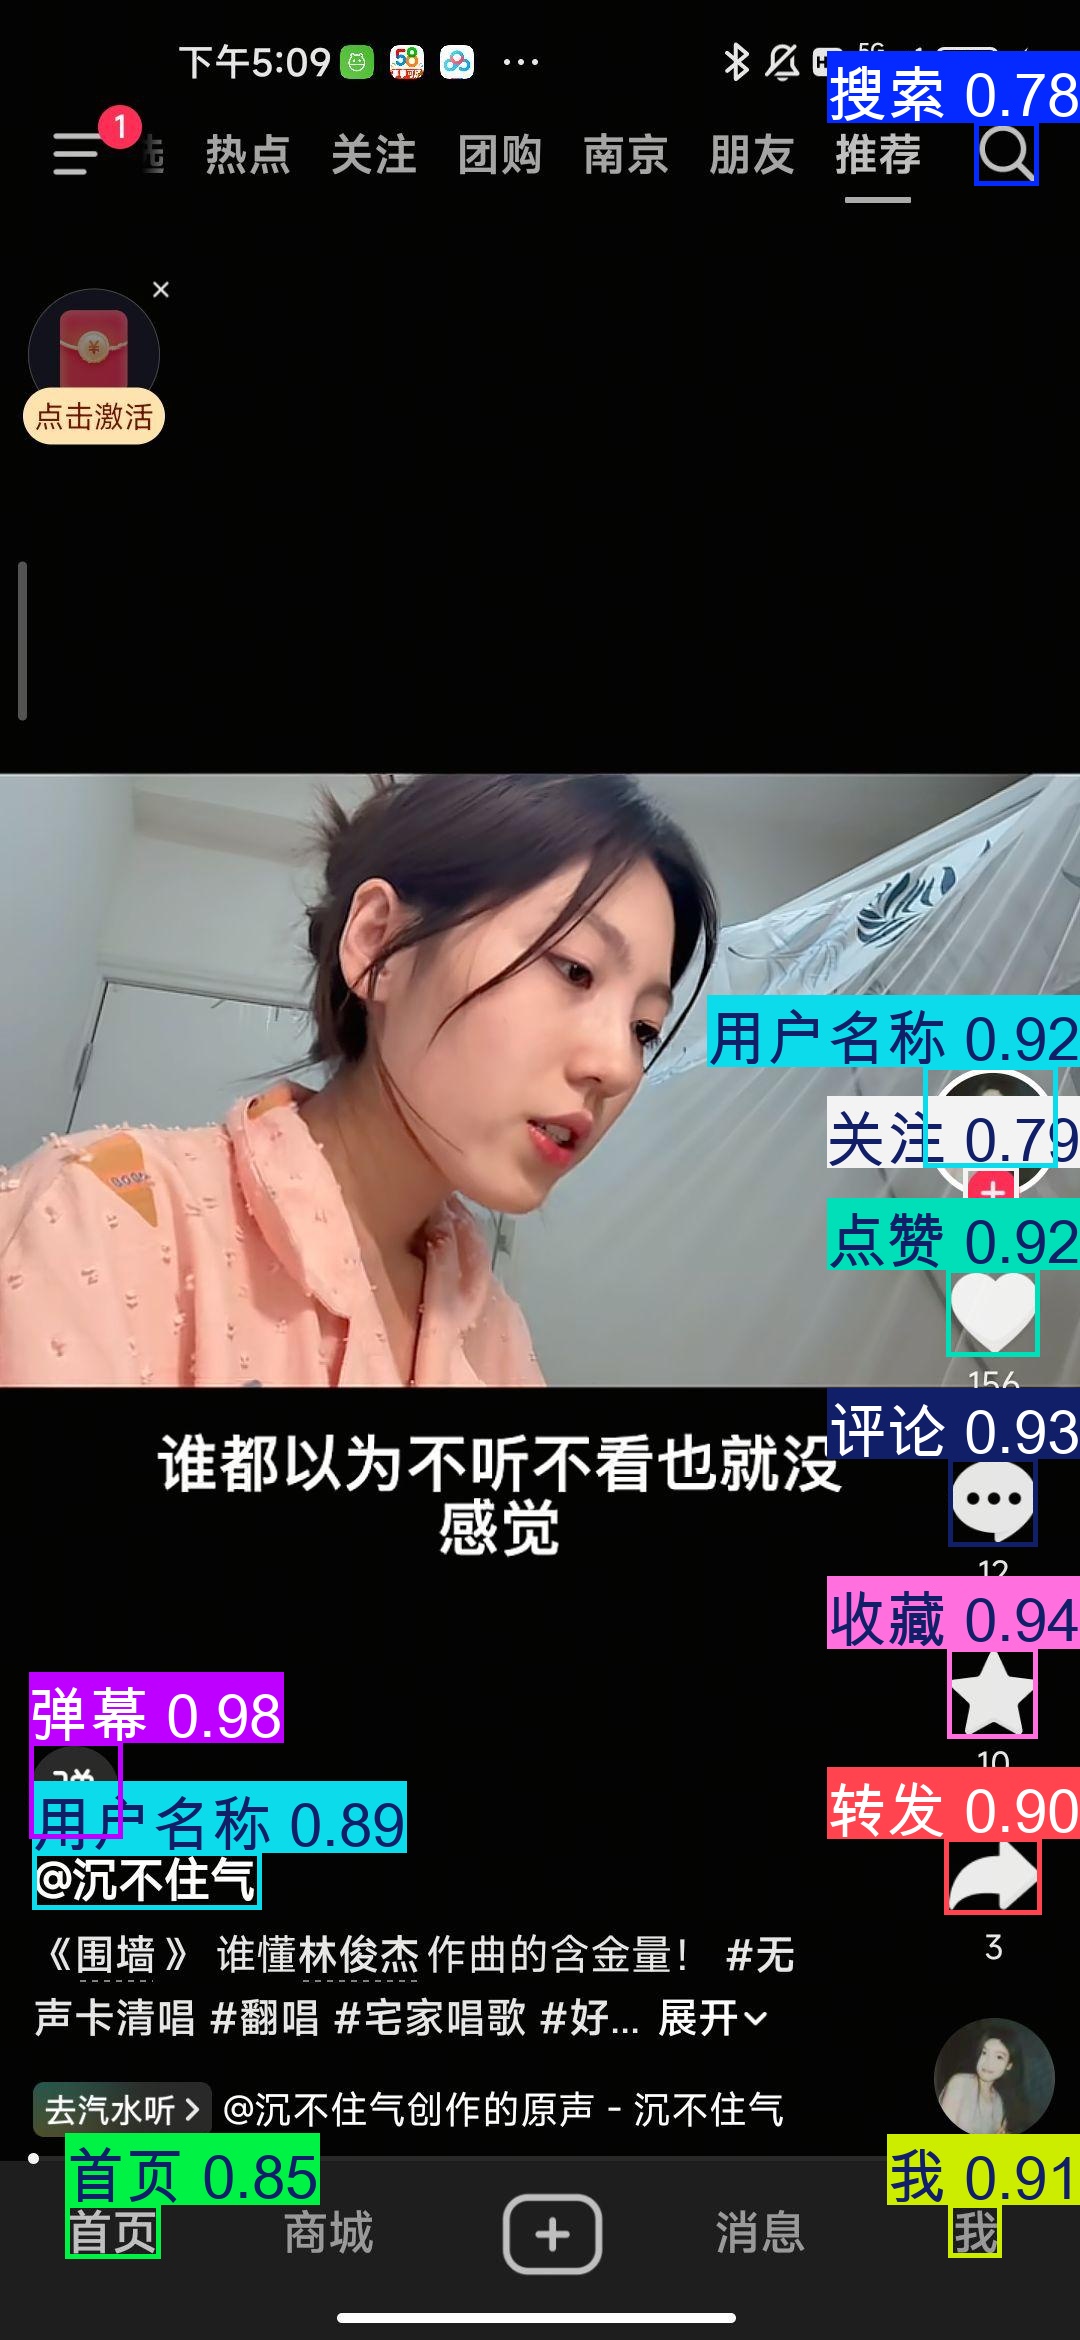 下午5:09
58
5G
搜索 0.78
1
选 热点 关注 团购 南京 朋友 推荐
点击激活
用户名称 0.92
关注 0.79
点赞 0.92
156
谁都以为不听不看也就没
感觉
评论 0.93
12
收藏 0.94
10
弹幕 0.98
用户名称 0.89
转发 0.90
3
@沉不住气
《围墙》 谁懂林俊杰作曲的含金量！ #无
声卡清唱 #翻唱 #宅家唱歌 #好... 展开
去汽水听 @沉不住气创作的原声 - 沉不住气
首页 0.85
我 0.91
首页 商城 消息 我